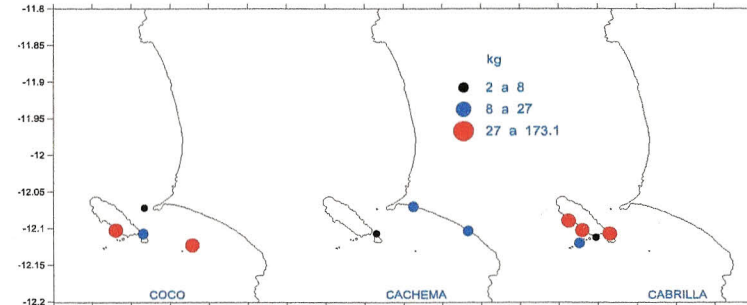 -11.8
-11.85
-11.9
-11.95
-12
-12.05
-12.1
-12.15
-12.2
kg
2 a 8
8 a 27
27 a 173.1
COCO
CACHEMA
CABRILLA